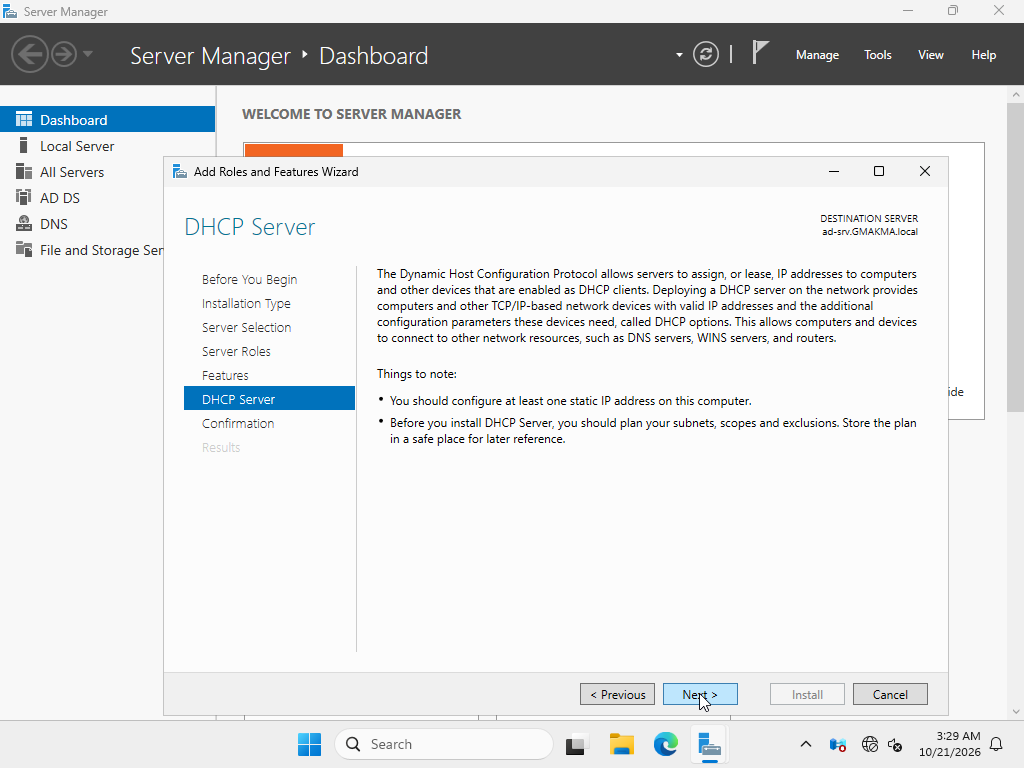 Server Manager
Server Manager ‣ Dashboard
Manage Tools View Help
Dashboard
Local Server
All Servers
AD DS
DNS
File and Storage Ser
WELCOME TO SERVER MANAGER
Add Roles and Features Wizard
DHCP Server
DESTINATION SERVER
ad-srv.GMAKMA.local
Before You Begin
Installation Type
Server Selection
Server Roles
Features
DHCP Server
Confirmation
Results
The Dynamic Host Configuration Protocol allows servers to assign, or lease, IP addresses to computers
and other devices that are enabled as DHCP clients. Deploying a DHCP server on the network provides
computers and other TCP/IP-based network devices with valid IP addresses and the additional
configuration parameters these devices need, called DHCP options. This allows computers and devices
to connect to other network resources, such as DNS servers, WINS servers, and routers.
Things to note:
• You should configure at least one static IP address on this computer.
• Before you install DHCP Server, you should plan your subnets, scopes and exclusions. Store the plan
in a safe place for later reference.
ide
< Previous Next > Install Cancel
Search
3:29 AM
10/21/2026